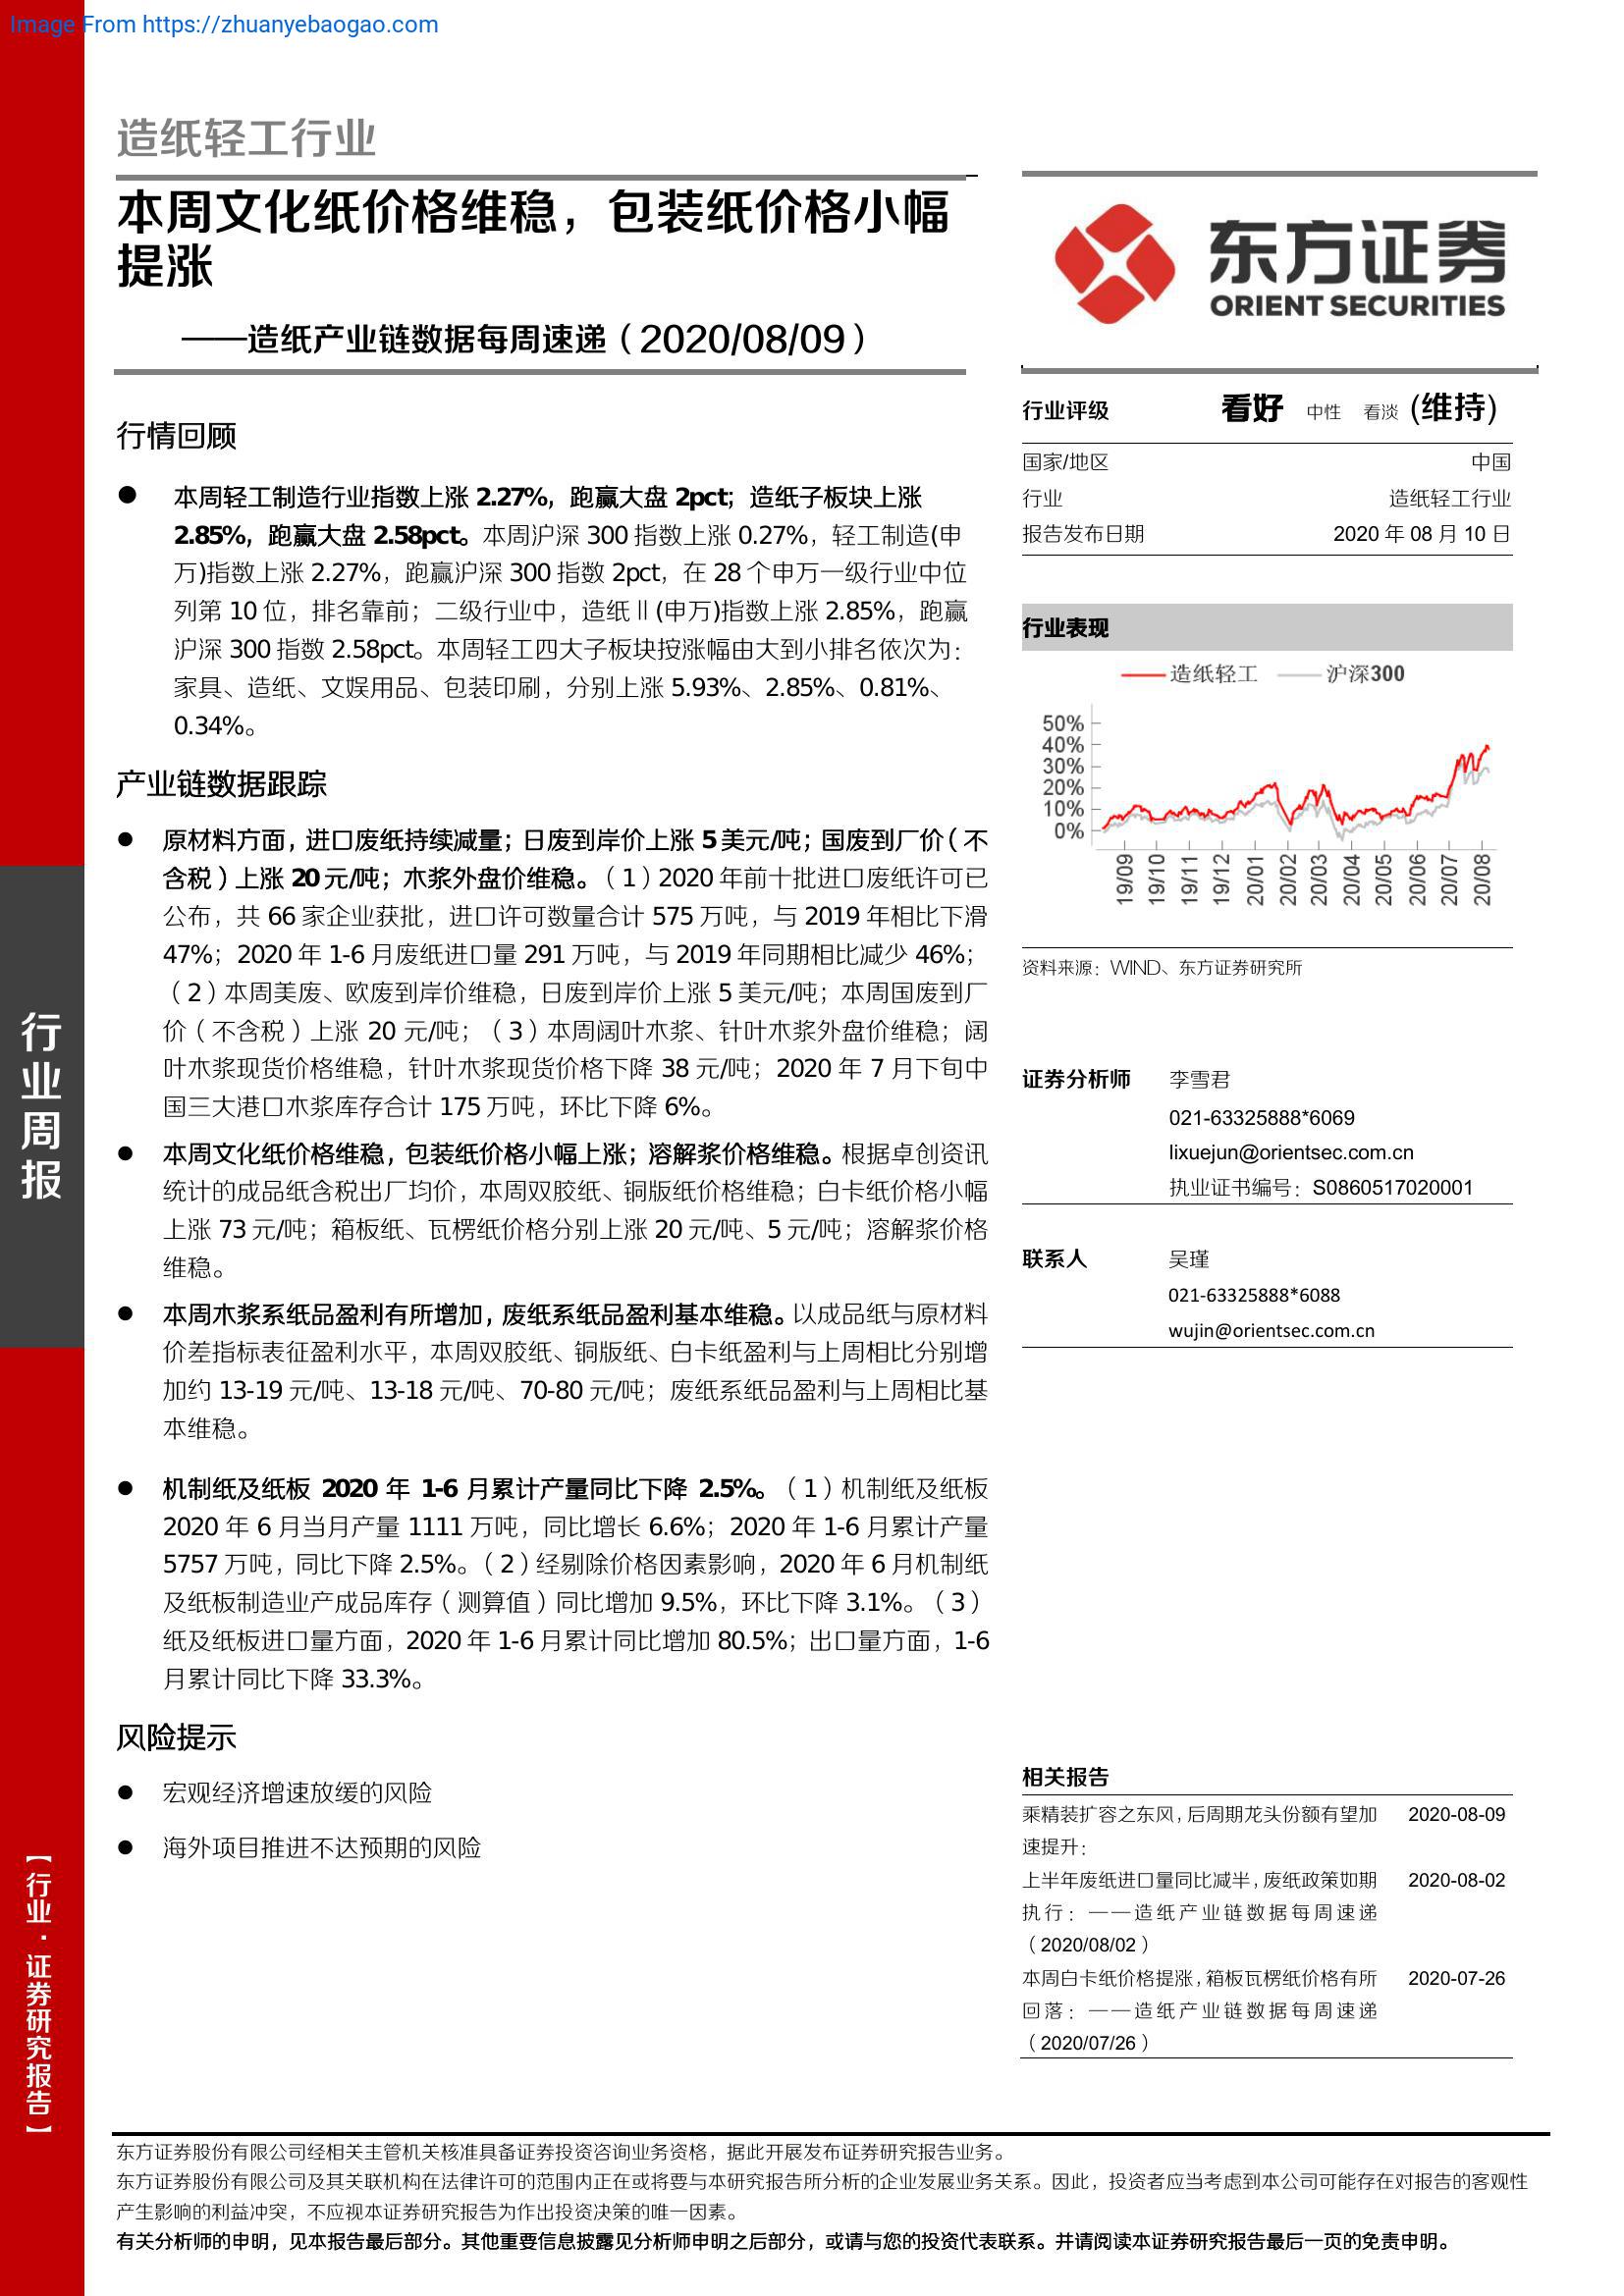 Image From https://zhuanyebaogao.com
造纸轻工行业
本周文化纸价格维稳，包装纸价格小幅
提涨
——造纸产业链数据每周速递（2020/08/09）
行情回顾
● 本周轻工制造行业指数上涨 2.27%，跑赢大盘 2pct；造纸子板块上涨
2.85%，跑赢大盘 2.58pct。本周沪深 300 指数上涨 0.27%，轻工制造(申
万)指数上涨 2.27%，跑赢沪深 300 指数 2pct，在 28 个申万一级行业中位
列第 10 位，排名靠前；二级行业中，造纸Ⅱ(申万)指数上涨 2.85%，跑赢
沪深 300 指数 2.58pct。本周轻工四大子板块按涨幅由大到小排名依次为：
家具、造纸、文娱用品、包装印刷，分别上涨 5.93%、2.85%、0.81%、
0.34%。
产业链数据跟踪
● 原材料方面，进口废纸持续减量；日废到岸价上涨 5 美元/吨；国废到厂价（不
含税）上涨 20 元/吨；木浆外盘价维稳。（1）2020 年前十批进口废纸许可已
公布，共 66 家企业获批，进口许可数量合计 575 万吨，与 2019 年相比下滑
47%；2020 年 1-6 月废纸进口量 291 万吨，与 2019 年同期相比减少 46%；
（2）本周美废、欧废到岸价维稳，日废到岸价上涨 5 美元/吨；本周国废到厂
价（不含税）上涨 20 元/吨；（3）本周阔叶木浆、针叶木浆外盘价维稳；阔
叶木浆现货价格维稳，针叶木浆现货价格下降 38 元/吨；2020 年 7 月下旬中
国三大港口木浆库存合计 175 万吨，环比下降 6%。
● 本周文化纸价格维稳，包装纸价格小幅上涨；溶解浆价格维稳。根据卓创资讯
统计的成品纸含税出厂均价，本周双胶纸、铜版纸价格维稳；白卡纸价格小幅
上涨 73 元/吨；箱板纸、瓦楞纸价格分别上涨 20 元/吨、5 元/吨；溶解浆价格
维稳。
● 本周木浆系纸品盈利有所增加，废纸系纸品盈利基本维稳。以成品纸与原材料
价差指标表征盈利水平，本周双胶纸、铜版纸、白卡纸盈利与上周相比分别增
加约 13-19 元/吨、13-18 元/吨、70-80 元/吨；废纸系纸品盈利与上周相比基
本维稳。
● 机制纸及纸板 2020 年 1-6 月累计产量同比下降 2.5%。（1）机制纸及纸板
2020 年 6 月当月产量 1111 万吨，同比增长 6.6%；2020 年 1-6 月累计产量
5757 万吨，同比下降 2.5%。（2）经剔除价格因素影响，2020 年 6 月机制纸
及纸板制造业产成品库存（测算值）同比增加 9.5%，环比下降 3.1%。（3）
纸及纸板进口量方面，2020 年 1-6 月累计同比增加 80.5%；出口量方面，1-6
月累计同比下降 33.3%。
风险提示
● 宏观经济增速放缓的风险
● 海外项目推进不达预期的风险
东方证券
ORIENT SECURITIES
行业评级 看好 中性 看淡 (维持)
国家/地区 中国
行业 造纸轻工行业
报告发布日期 2020 年 08 月 10 日
行业表现
造纸轻工 沪深300
50%
40%
30%
20%
10%
0%
19/09 19/10 19/11 19/12 20/01 20/02 20/03 20/04 20/05 20/06 20/07 20/08
资料来源：WIND、东方证券研究所
证券分析师 李雪君
021-63325888*6069
lixuejun@orientsec.com.cn
执业证书编号：S0860517020001
联系人 吴瑾
021-63325888*6088
wujin@orientsec.com.cn
相关报告
乘精装扩容之东风，后周期龙头份额有望加 2020-08-09
速提升：
上半年废纸进口量同比减半，废纸政策如期 2020-08-02
执行：——造纸产业链数据每周速递
（2020/08/02）
本周白卡纸价格提涨，箱板瓦楞纸价格有所 2020-07-26
回落：——造纸产业链数据每周速递
（2020/07/26）
行业周报
【行业·证券研究报告】
东方证券股份有限公司经相关主管机关核准具备证券投资咨询业务资格，据此开展发布证券研究报告业务。
东方证券股份有限公司及其关联机构在法律许可的范围内正在或将要与本研究报告所分析的企业发展业务关系。因此，投资者应当考虑到本公司可能存在对报告的客观性
产生影响的利益冲突，不应视本证券研究报告为作出投资决策的唯一因素。
有关分析师的申明，见本报告最后部分。其他重要信息披露见分析师申明之后部分，或请与您的投资代表联系。并请阅读本证券研究报告最后一页的免责申明。